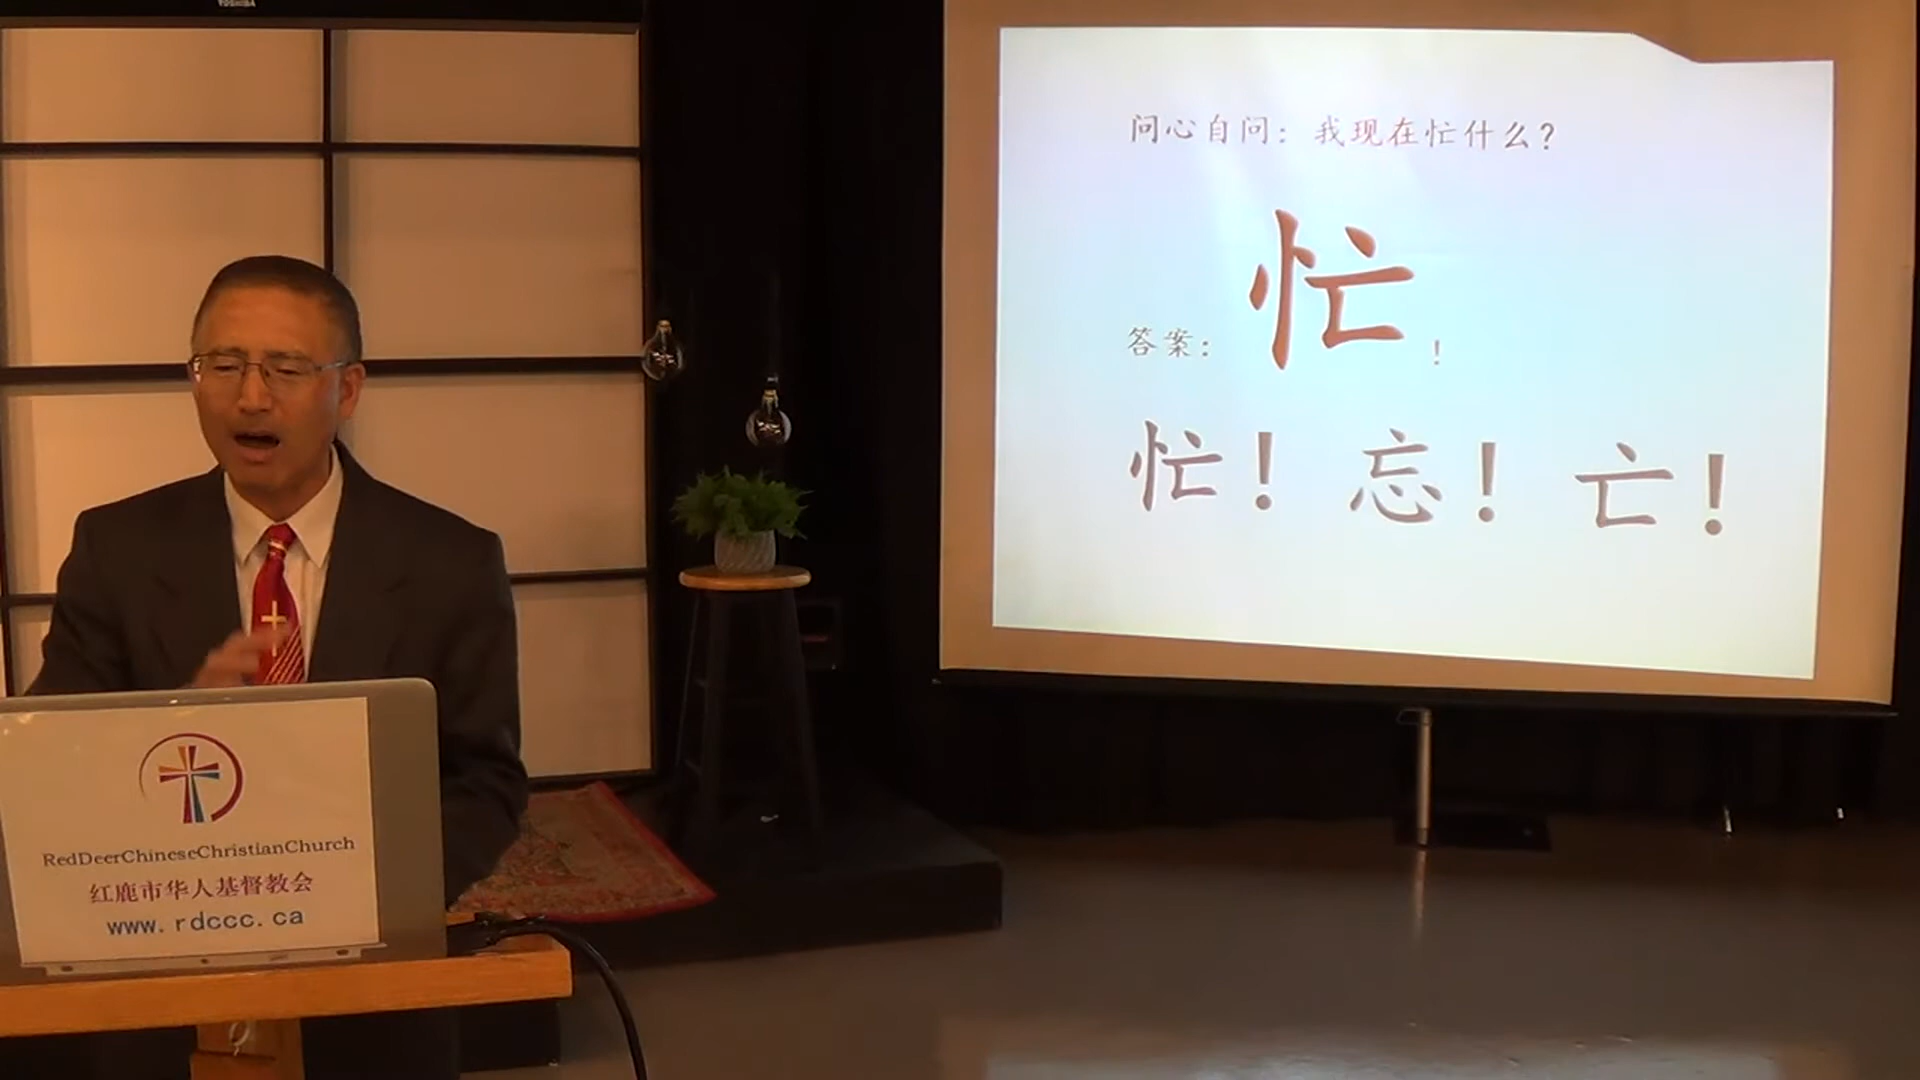 TOSHIBA
问心自问：我现在忙什么？
答案：忙！
忙！忘！亡！
RedDeerChineseChristianChurch
红鹿市华人基督教会
www.rdccc.ca